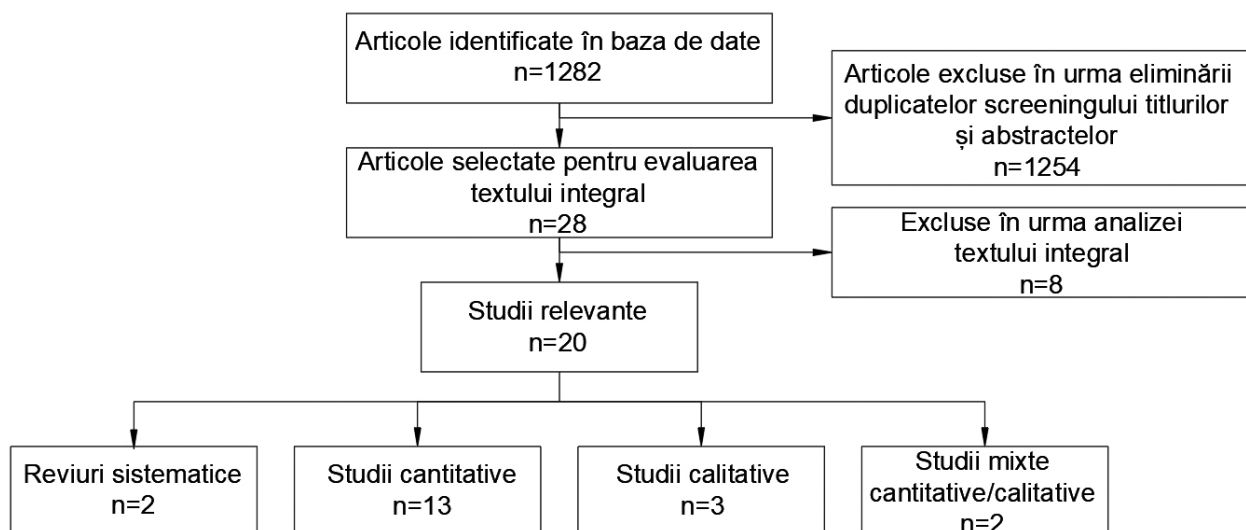 Articole identificate în baza de date
n=1282
Articole excluse în urma eliminării
duplicatelor screeningului titlurilor
și abstractelor
n=1254
Articole selectate pentru evaluarea
textului integral
n=28
Excluse în urma analizei
textului integral
n=8
Studii relevante
n=20
Reviuri sistematice
n=2
Studii cantitative
n=13
Studii calitative
n=3
Studii mixte
cantitative/calitative
n=2